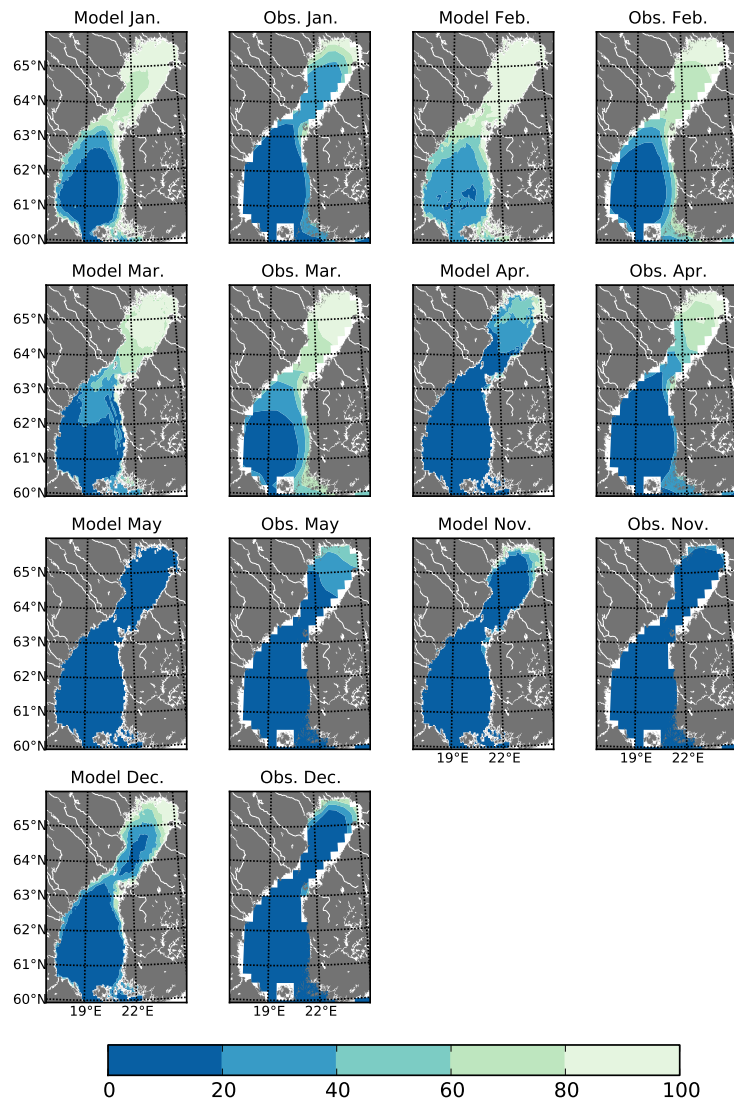 Model Jan. Obs. Jan. Model Feb. Obs. Feb.
65°N
64°N
63°N
62°N
61°N
60°N
Model Mar. Obs. Mar. Model Apr. Obs. Apr.
65°N
64°N
63°N
62°N
61°N
60°N
Model May Obs. May Model Nov. Obs. Nov.
65°N
64°N
63°N
62°N
61°N
60°N
19°E 22°E 19°E 22°E
Model Dec. Obs. Dec.
65°N
64°N
63°N
62°N
61°N
60°N
19°E 22°E 19°E 22°E
0 20 40 60 80 100